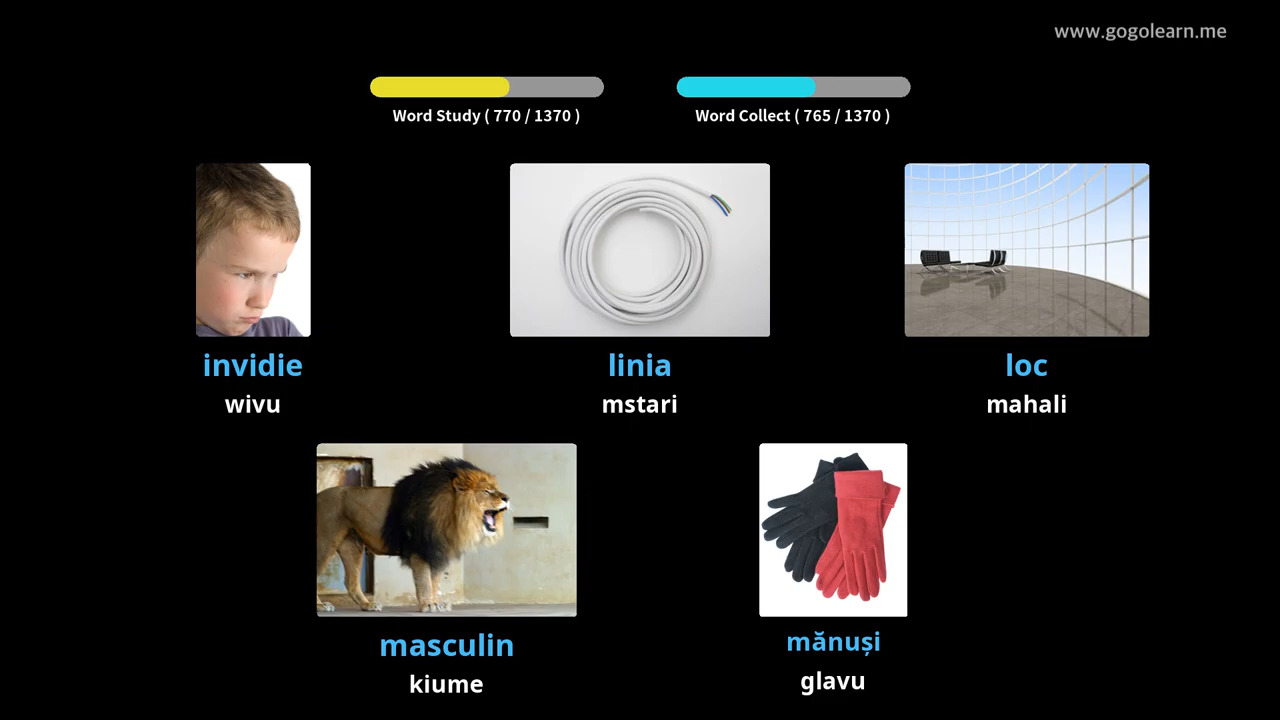 www.gogolearn.me
Word Study ( 770 / 1370 )
Word Collect ( 765 / 1370 )
invidie
wivu
linia
mstari
loc
mahali
masculin
kiume
mănuși
glavu